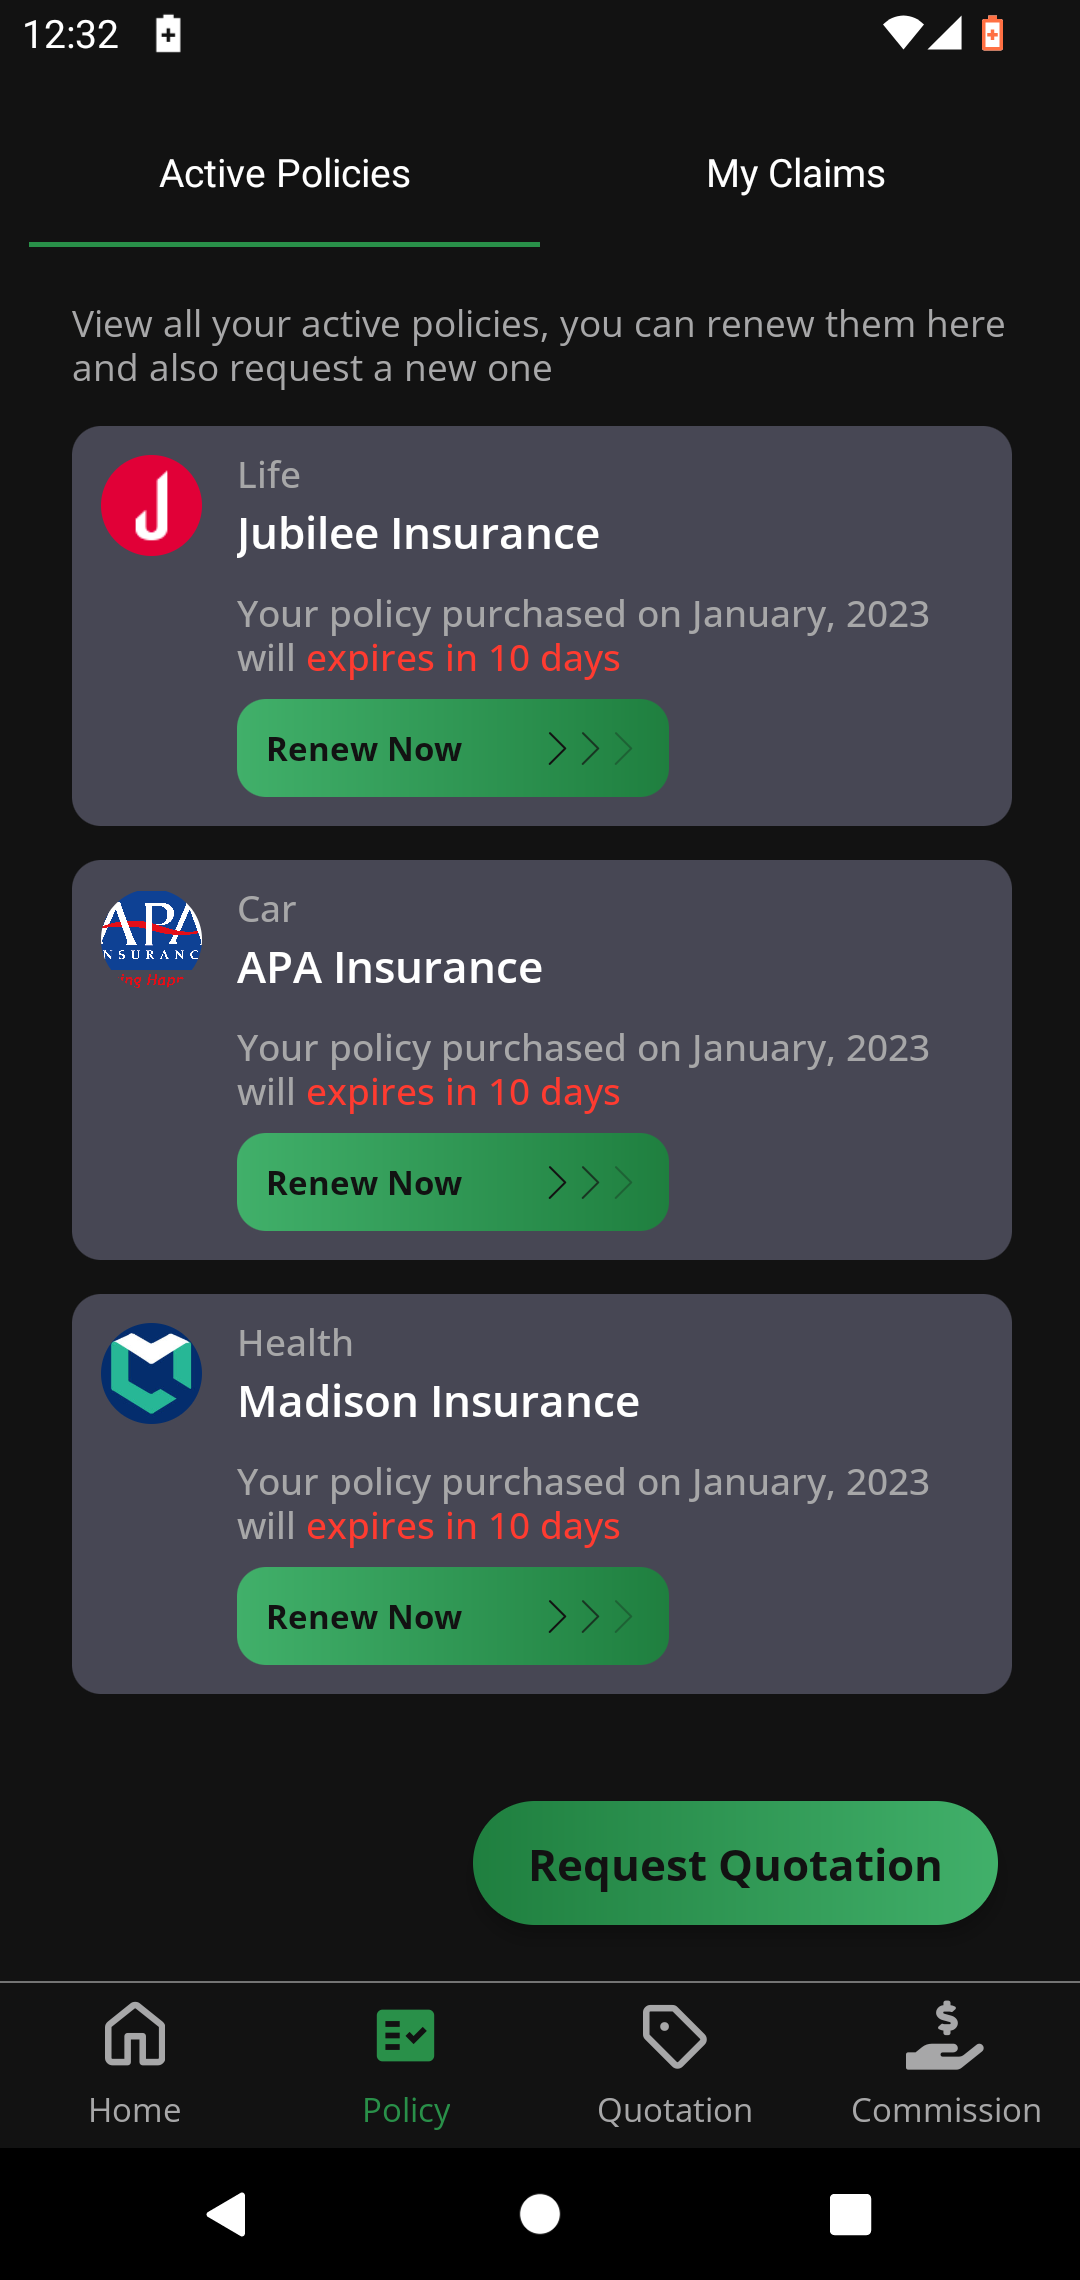 12:32
Active Policies
My Claims
View all your active policies, you can renew them here
and also request a new one
Life
Jubilee Insurance
Your policy purchased on January, 2023
will expires in 10 days
Renew Now
APA
NSURANC
Car
APA Insurance
Your policy purchased on January, 2023
will expires in 10 days
Renew Now
Health
Madison Insurance
Your policy purchased on January, 2023
will expires in 10 days
Renew Now
Request Quotation
Home
Policy
Quotation
Commission